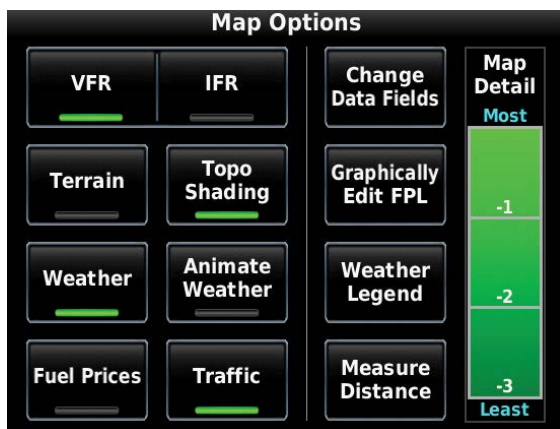 Map Options
VFR
IFR
Terrain
Topo
Shading
Weather
Animate
Weather
Fuel Prices
Traffic
Change
Data Fields
Graphically
Edit FPL
Weather
Legend
Measure
Distance
Map
Detail
Most
-1
-2
-3
Least